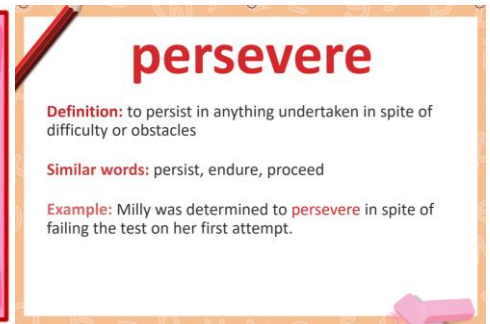 persevere
Definition: to persist in anything undertaken in spite of
difficulty or obstacles
Similar words: persist, endure, proceed
Example: Milly was determined to persevere in spite of
failing the test on her first attempt.